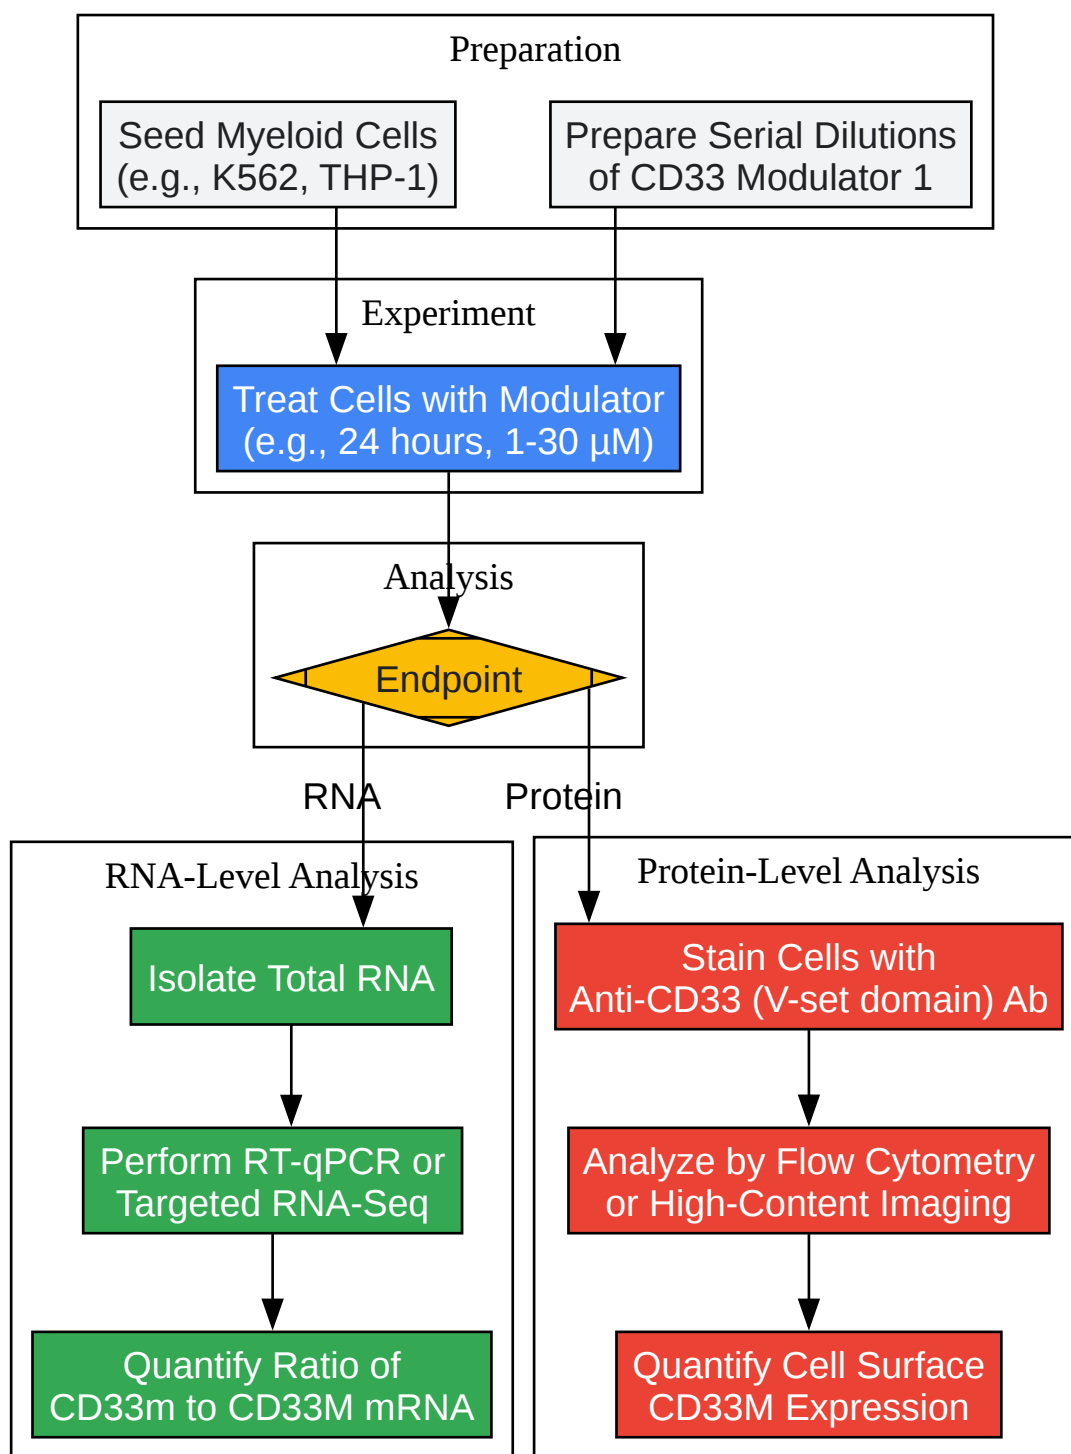 Preparation
Seed Myeloid Cells
(e.g., K562, THP-1)
Prepare Serial Dilutions
of CD33 Modulator 1
Experiment
Treat Cells with Modulator
(e.g., 24 hours, 1-30 µM)
Analysis
Endpoint
RNA
Protein
RNA-Level Analysis
Isolate Total RNA
Perform RT-qPCR or
Targeted RNA-Seq
Quantify Ratio of
CD33m to CD33M mRNA
Protein-Level Analysis
Stain Cells with
Anti-CD33 (V-set domain) Ab
Analyze by Flow Cytometry
or High-Content Imaging
Quantify Cell Surface
CD33M Expression